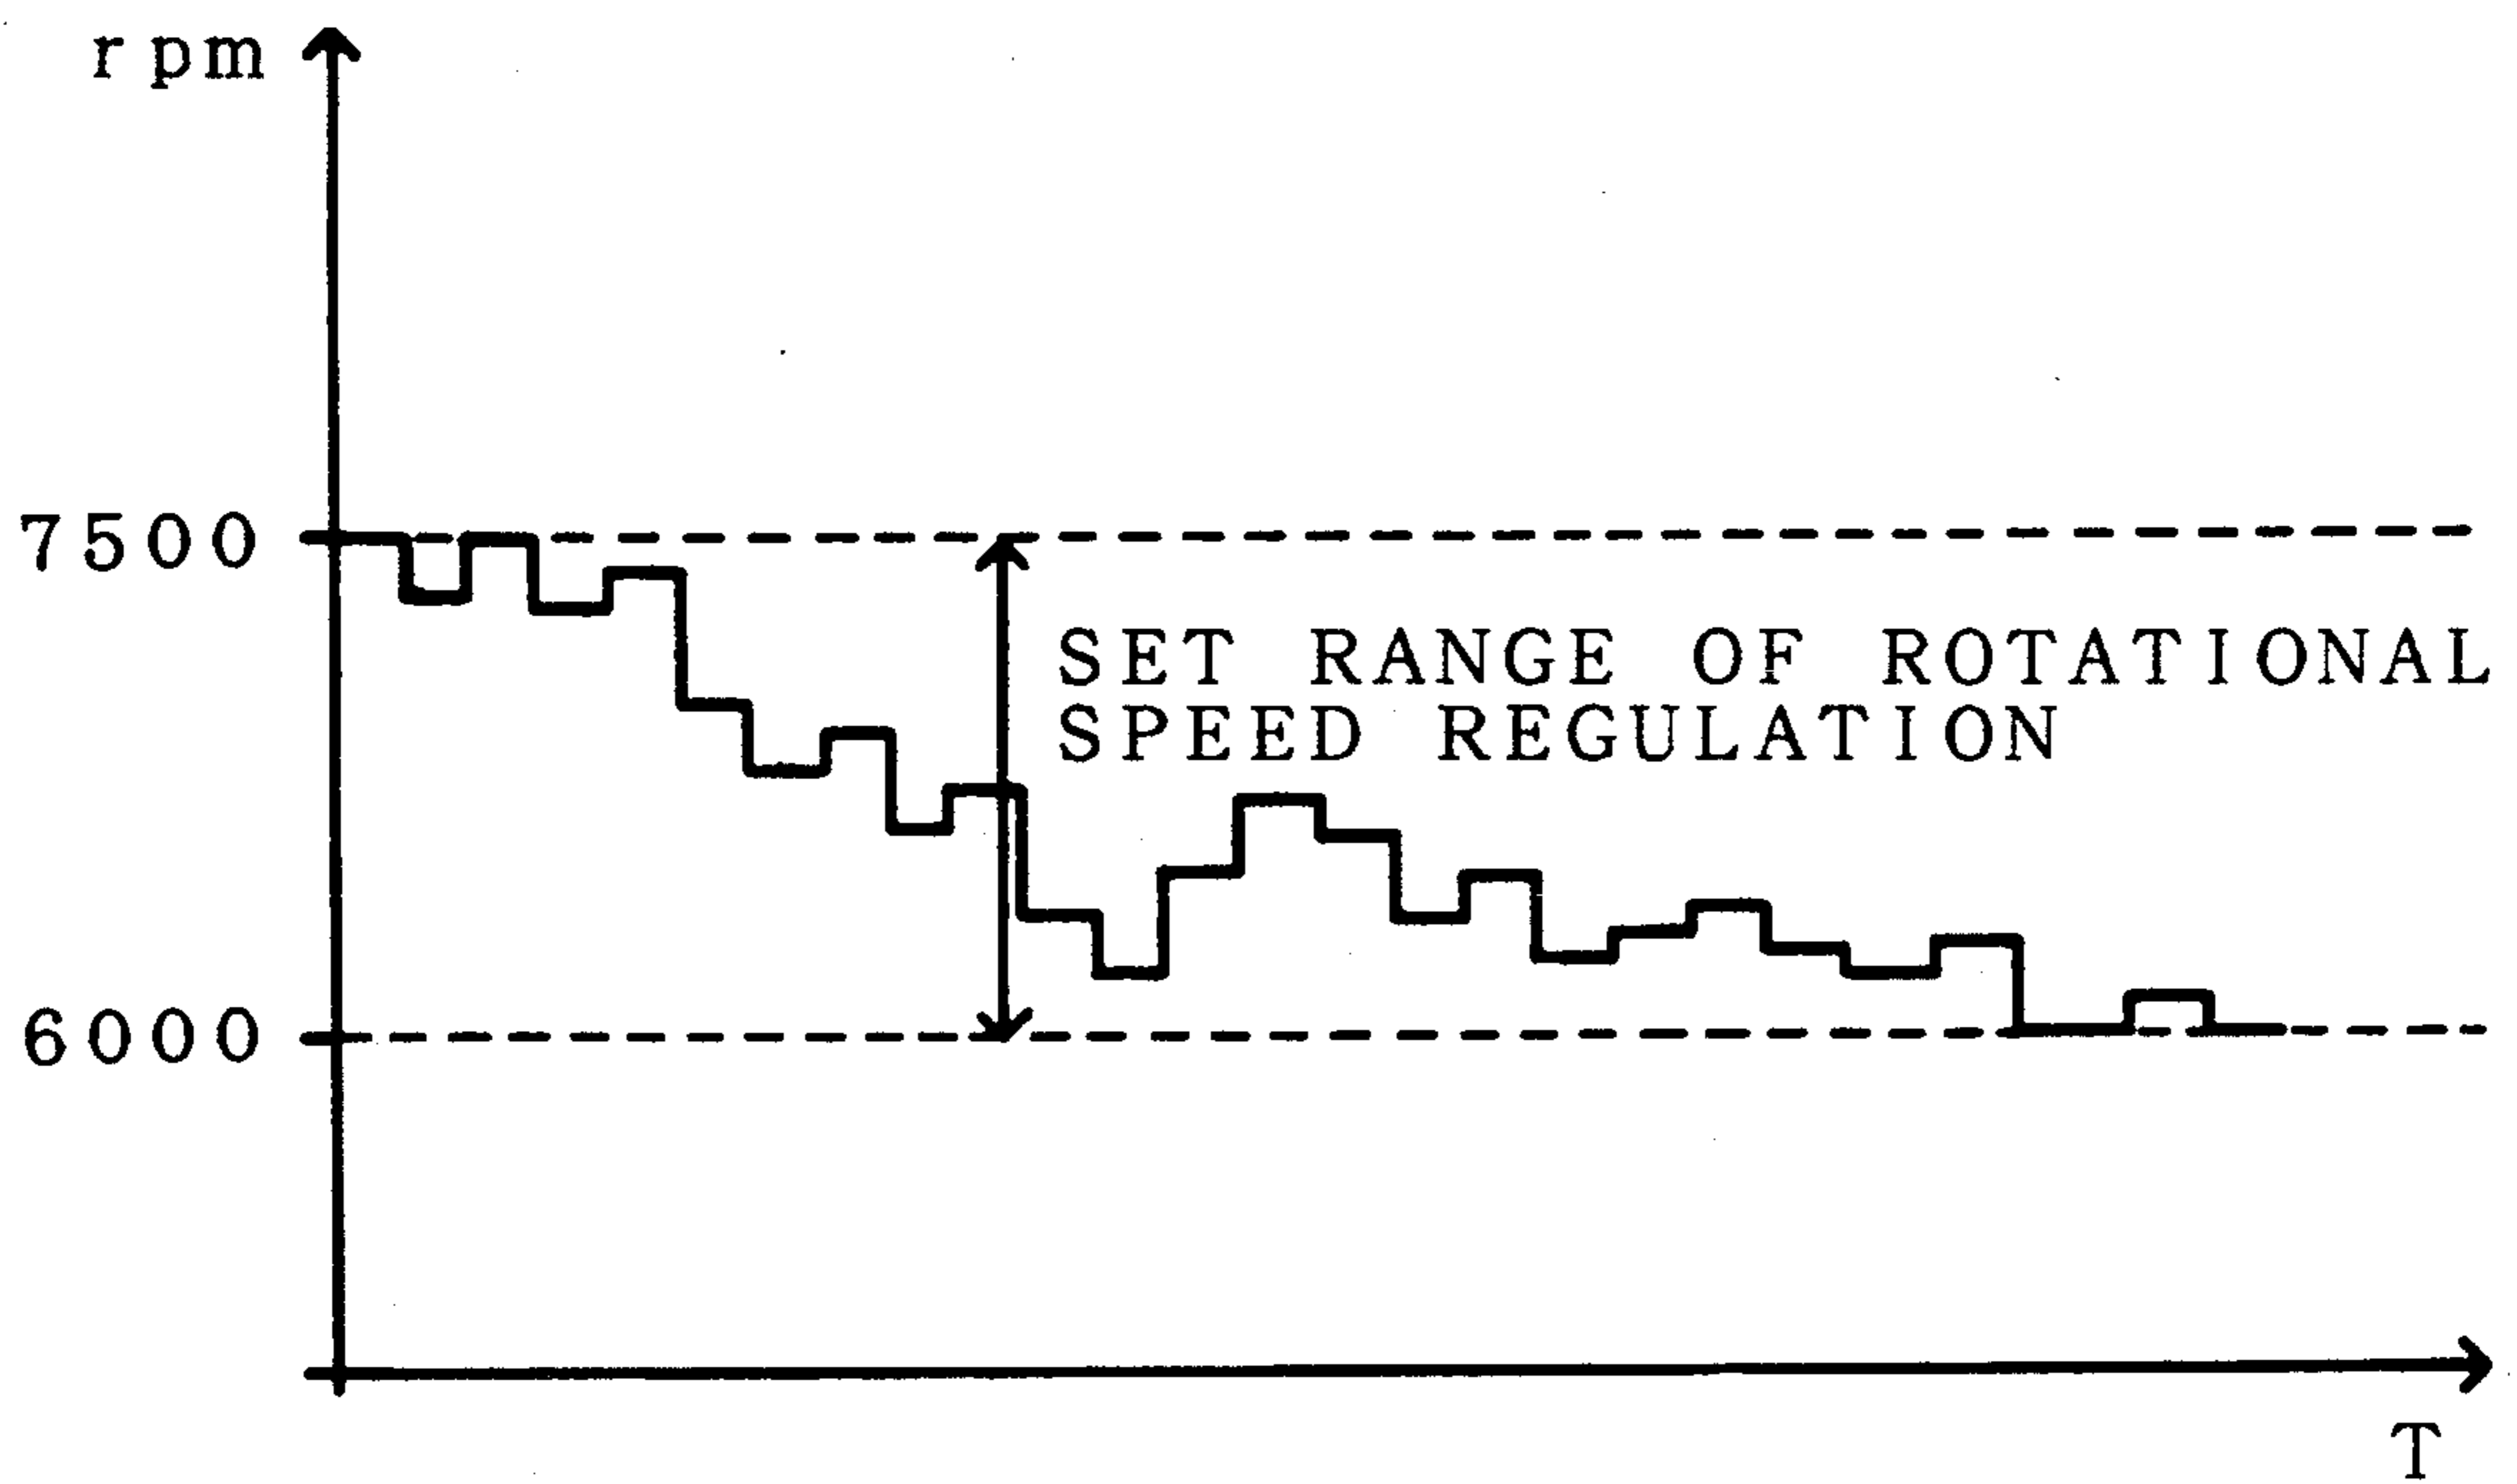 rpm
7500
SET RANGE OF ROTATIONAL
SPEED REGULATION
6000
T